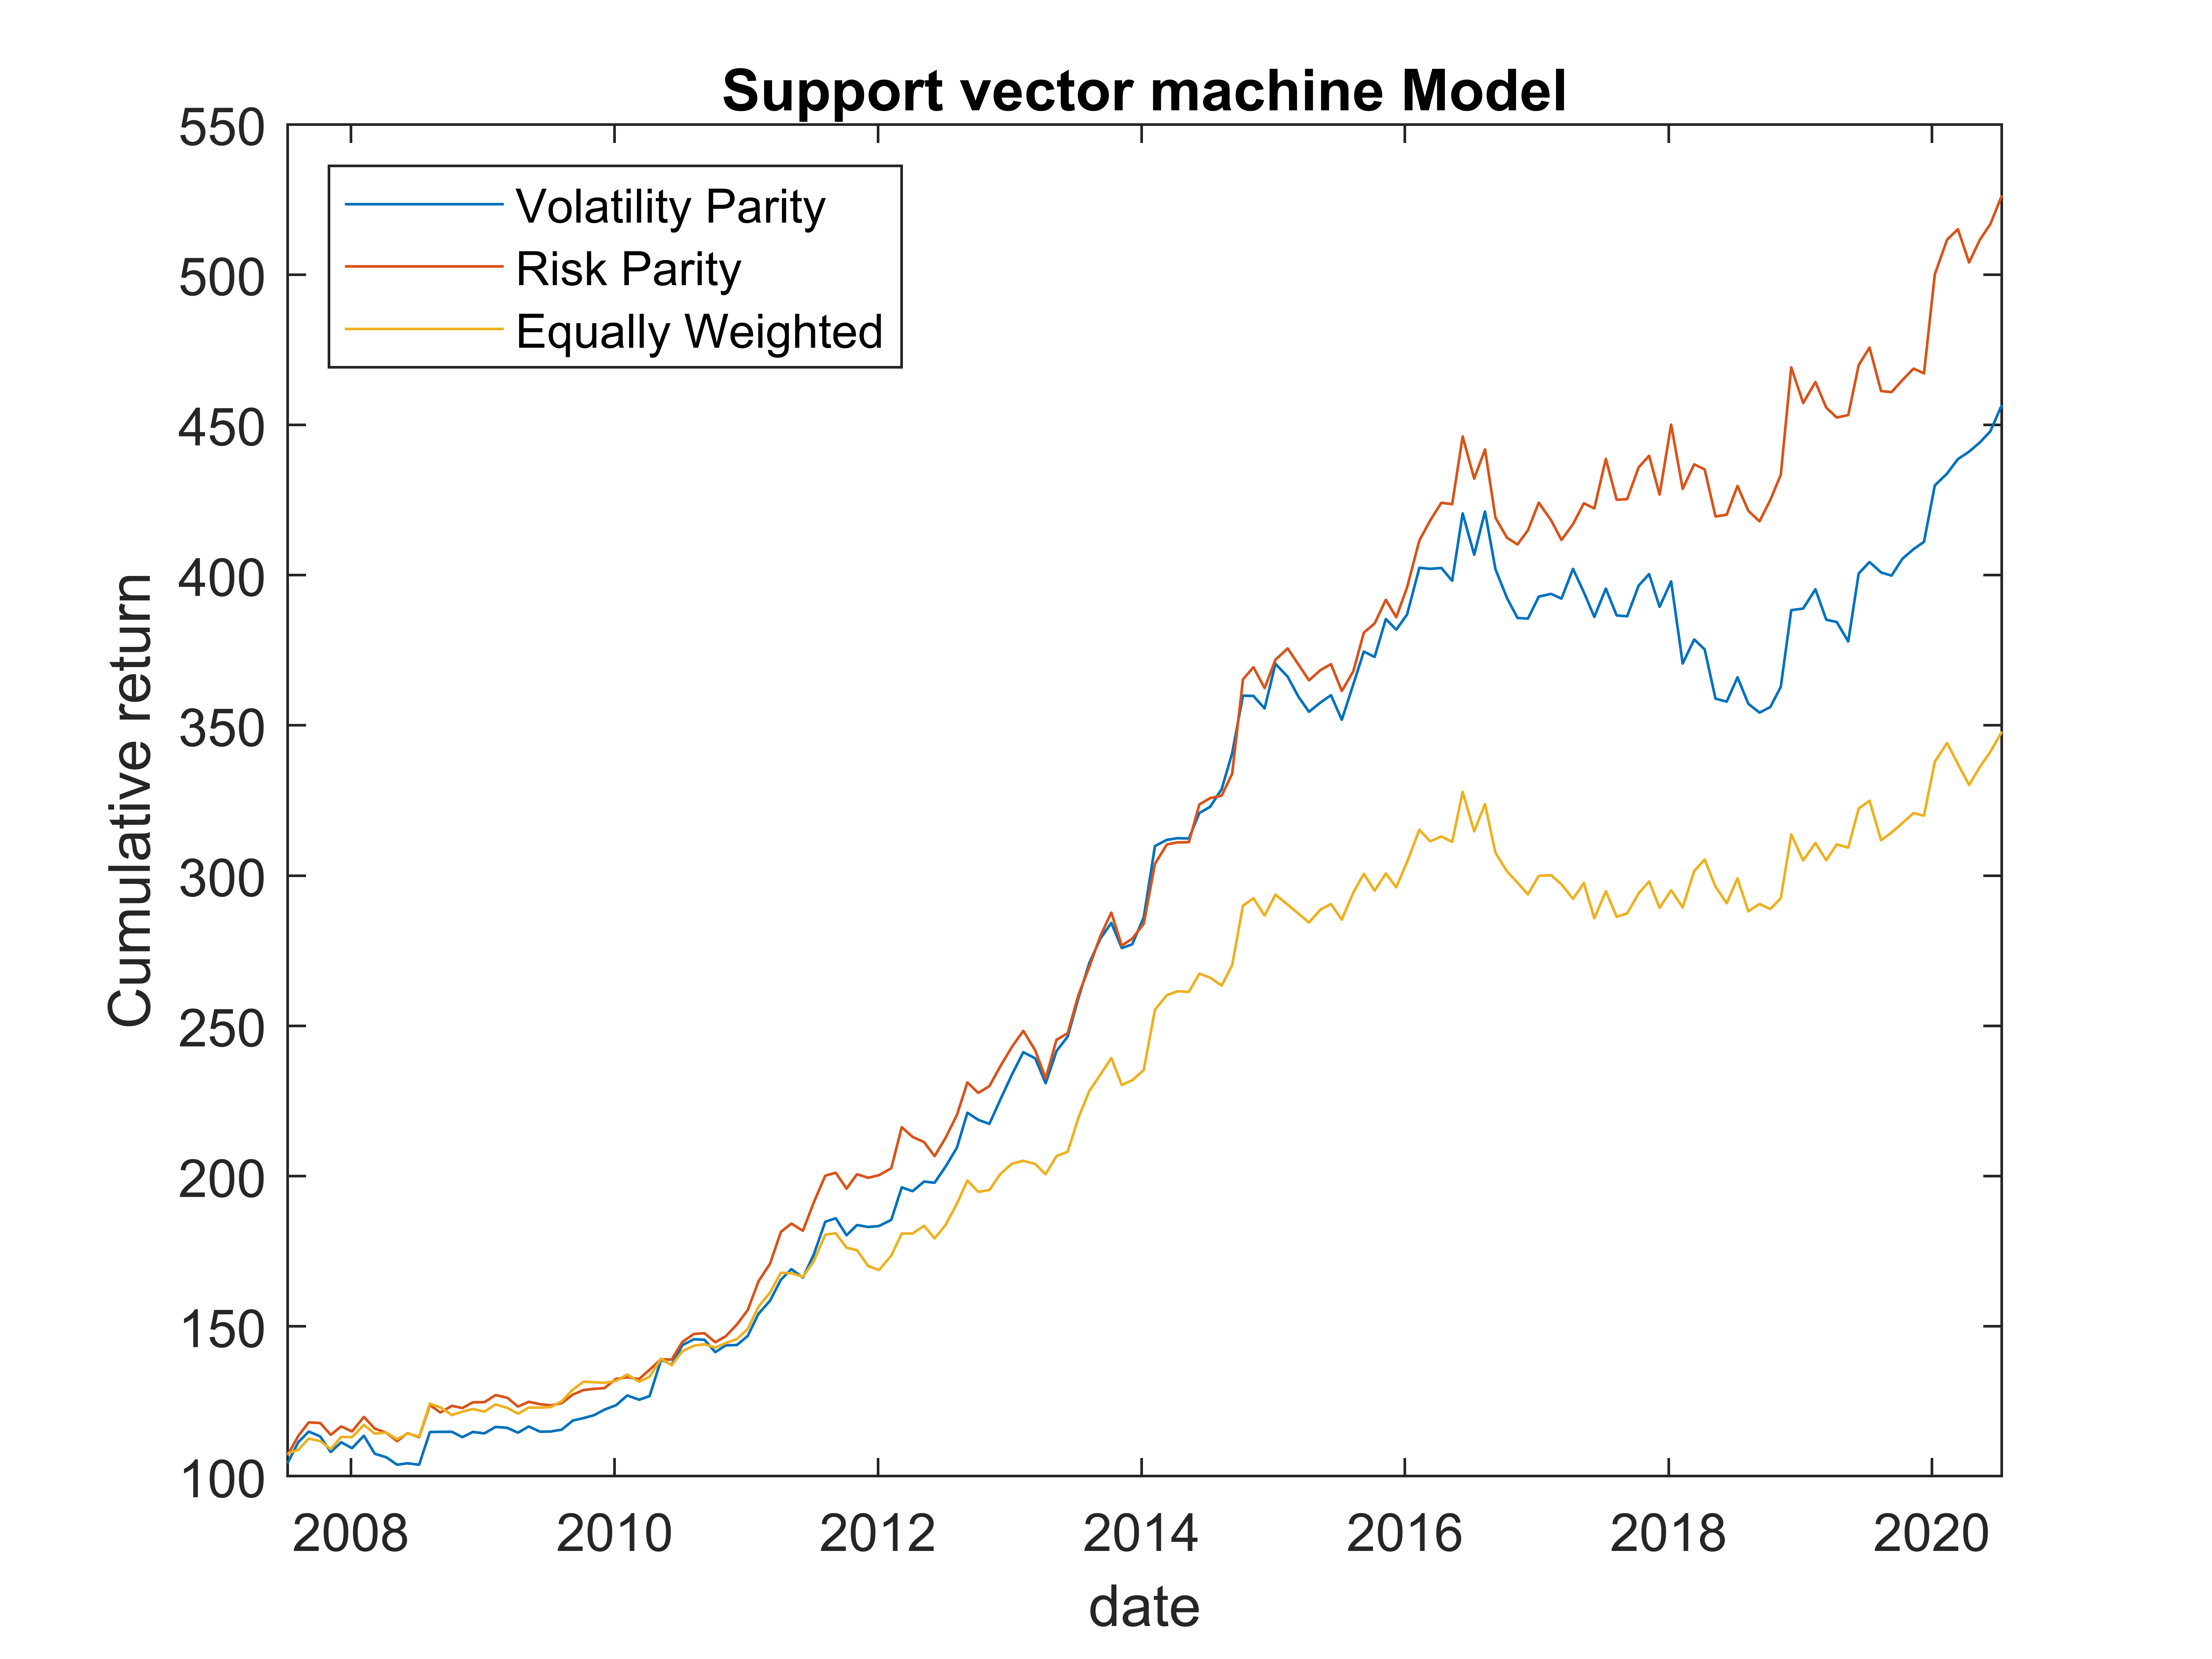 Support vector machine Model
550
500
450
400
350
300
250
200
150
100
Volatility Parity
Risk Parity
Equally Weighted
Cumulative return
2008 2010 2012 2014 2016 2018 2020
date